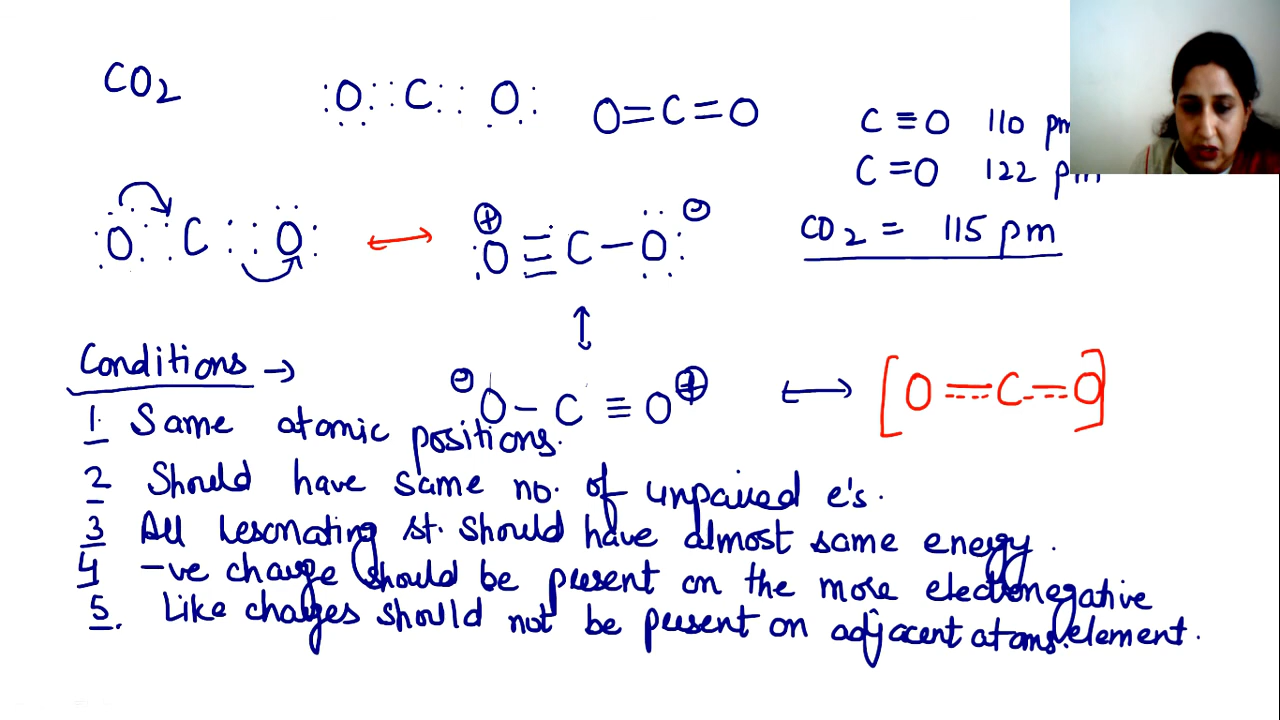 CO2
:O::C::O:
O=C=O
C≡O 110 pm
C=O 122 pm
CO2 = 115 pm
:O::C::O: ↔ ⊕:O≡C–O:⊖
↕
⊖O–C≡O⊕ ↔ [O=C=O]
Conditions →
1. Same atomic positions.
2 Should have same no. of unpaired e's.
3 All resonating st. should have almost same energy.
4 -ve charge should be present on the more electronegative
element.
5. Like charges should not be present on adjacent atoms.